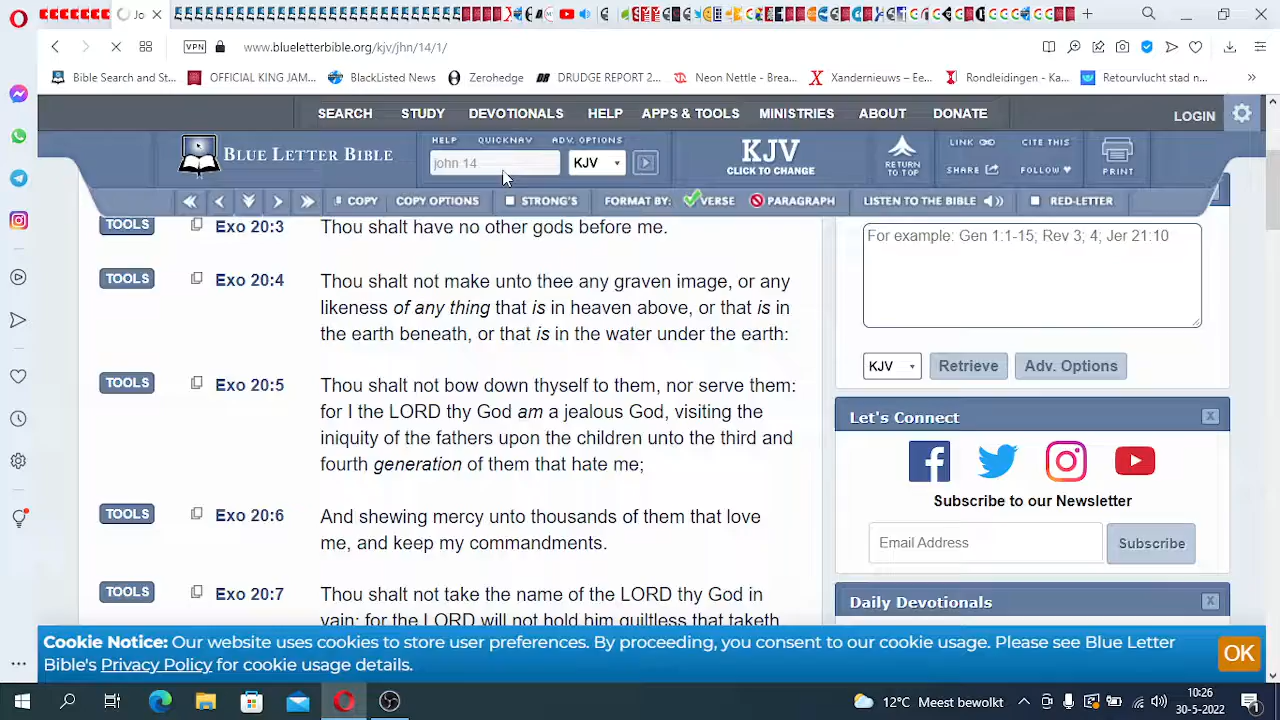 Jo
www.blueletterbible.org/kjv/jhn/14/1/
VPN
Bible Search and St...
OFFICIAL KING JAM...
BlackListed News
Zerohedge
DRUDGE REPORT 2...
Neon Nettle - Brea...
Xandernieuws – Ee...
Rondleidingen - Ka...
Retourvlucht stad n...
SEARCH
STUDY
DEVOTIONALS
HELP
APPS & TOOLS
MINISTRIES
ABOUT
DONATE
LOGIN
BLUE LETTER BIBLE
HELP
QUICKNAV
ADV. OPTIONS
john 14
KJV
KJV
CLICK TO CHANGE
RETURN
TO TOP
LINK
CITE THIS
SHARE
FOLLOW
PRINT
COPY
COPY OPTIONS
STRONG'S
FORMAT BY:
VERSE
PARAGRAPH
LISTEN TO THE BIBLE
RED-LETTER
TOOLS
Exo 20:3
Thou shalt have no other gods before me.
TOOLS
Exo 20:4
Thou shalt not make unto thee any graven image, or any
likeness of any thing that is in heaven above, or that is in
the earth beneath, or that is in the water under the earth:
TOOLS
Exo 20:5
Thou shalt not bow down thyself to them, nor serve them:
for I the LORD thy God am a jealous God, visiting the
iniquity of the fathers upon the children unto the third and
fourth generation of them that hate me;
TOOLS
Exo 20:6
And shewing mercy unto thousands of them that love
me, and keep my commandments.
TOOLS
Exo 20:7
Thou shalt not take the name of the LORD thy God in
vain; for the LORD will not hold him guiltless that taketh
For example: Gen 1:1-15; Rev 3; 4; Jer 21:10
KJV
Retrieve
Adv. Options
Let's Connect
Subscribe to our Newsletter
Email Address
Subscribe
Daily Devotionals
Cookie Notice: Our website uses cookies to store user preferences. By proceeding, you consent to our cookie usage. Please see Blue Letter
Bible's Privacy Policy for cookie usage details.
OK
12°C Meest bewolkt
10:26
30-5-2022